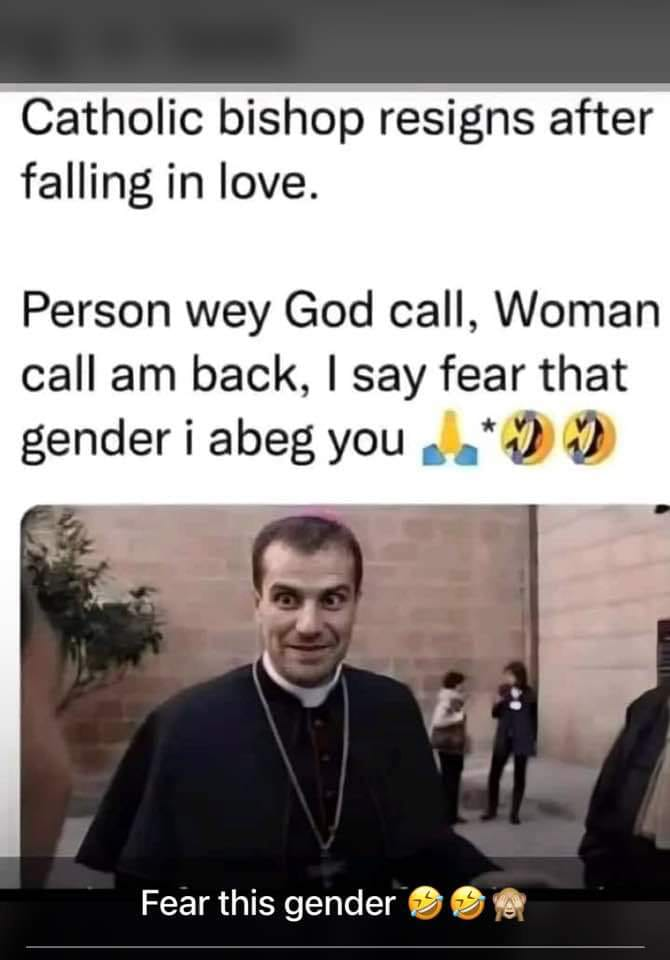 Catholic bishop resigns after
falling in love.
Person wey God call, Woman
call am back, I say fear that
gender i abeg you 🙏*🤣🤣
Fear this gender 🤣🤣🙈